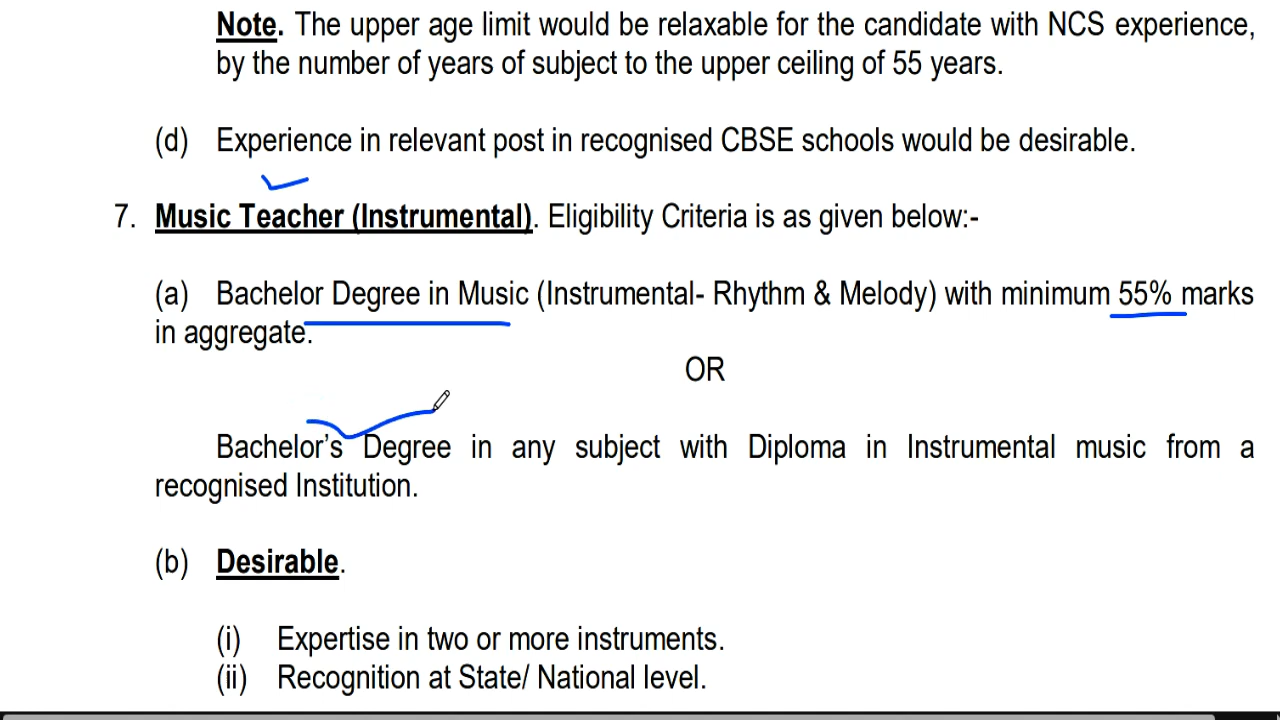 Note. The upper age limit would be relaxable for the candidate with NCS experience,
by the number of years of subject to the upper ceiling of 55 years.
(d) Experience in relevant post in recognised CBSE schools would be desirable.
7. Music Teacher (Instrumental). Eligibility Criteria is as given below:-
(a) Bachelor Degree in Music (Instrumental- Rhythm & Melody) with minimum 55% marks
in aggregate.
OR
Bachelor's Degree in any subject with Diploma in Instrumental music from a
recognised Institution.
(b) Desirable.
(i) Expertise in two or more instruments.
(ii) Recognition at State/ National level.